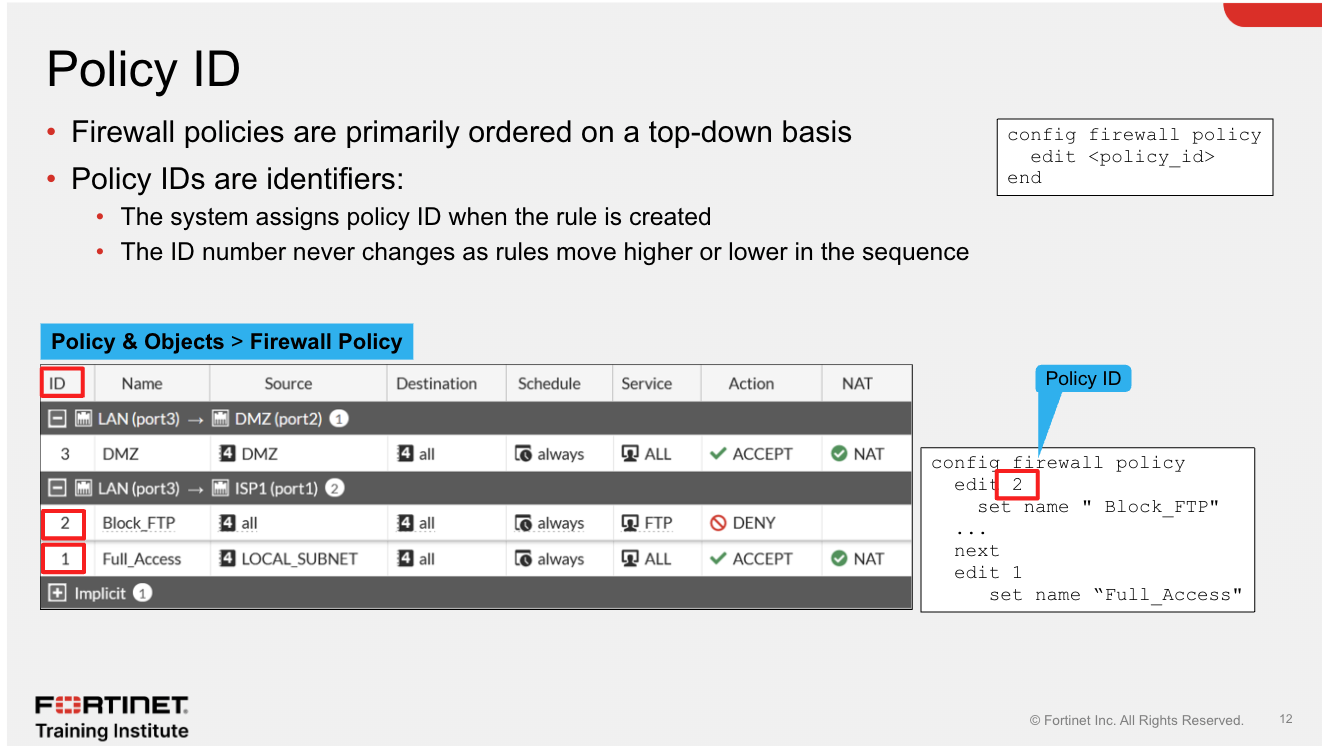 Policy ID
• Firewall policies are primarily ordered on a top-down basis
• Policy IDs are identifiers:
• The system assigns policy ID when the rule is created
• The ID number never changes as rules move higher or lower in the sequence
config firewall policy
edit <policy_id>
end
Policy & Objects > Firewall Policy
ID Name Source Destination Schedule Service Action NAT
LAN (port3) → DMZ (port2) 1
3 DMZ 4 DMZ 4 all always ALL ACCEPT NAT
LAN (port3) → ISP1 (port1) 2
2 Block_FTP 4 all 4 all always FTP DENY
1 Full_Access 4 LOCAL_SUBNET 4 all always ALL ACCEPT NAT
Implicit 1
Policy ID
config firewall policy
edit 2
set name " Block_FTP"
...
next
edit 1
set name “Full_Access"
FORTINET
Training Institute
© Fortinet Inc. All Rights Reserved. 12